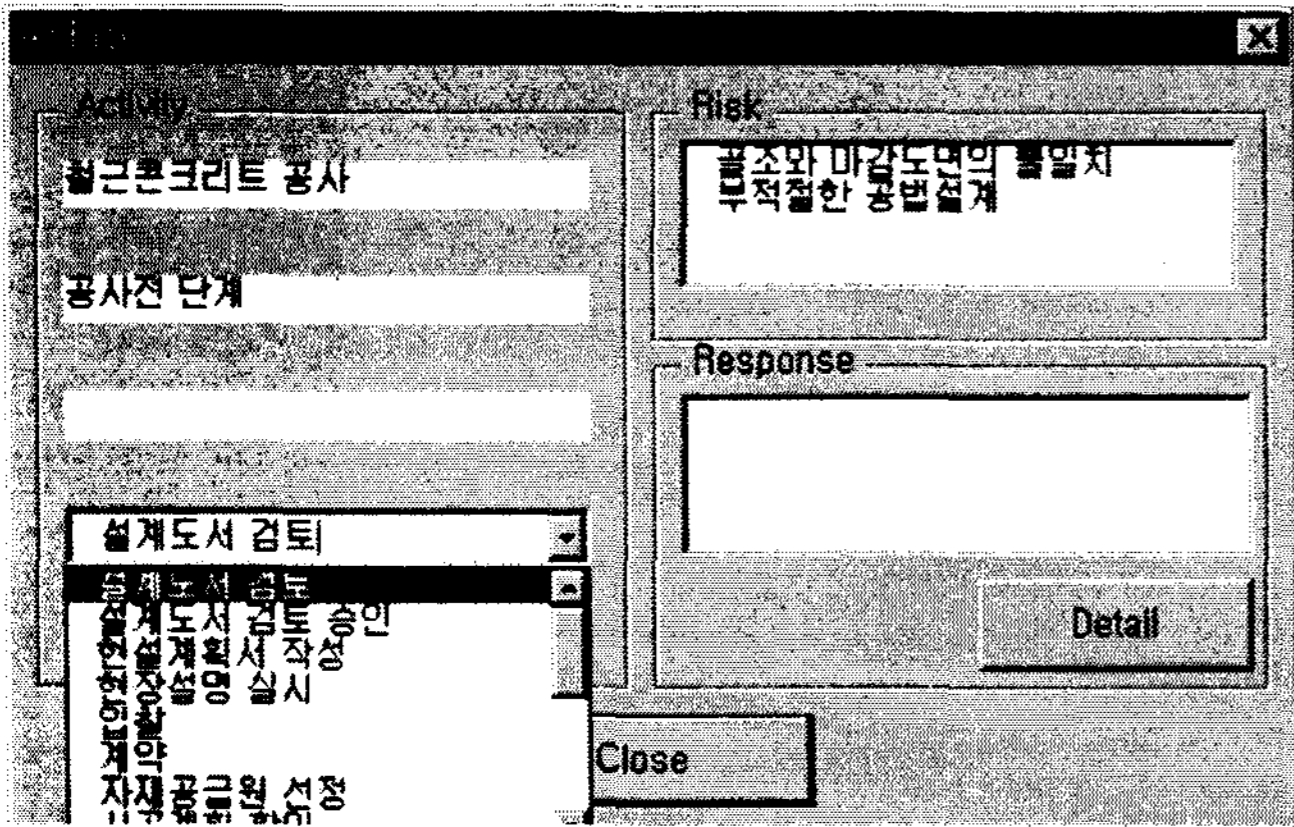 Activity
철근콘크리트 공사
공사전 단계
설계도서 검토
설계도서 검토
설계도서 검토 승인
계획서 작성
현장설명 실시
입찰
계약
자재공급원 선정
Risk
골조와 마감도면의 불일치
부적절한 공법설계
Response
Detail
Close